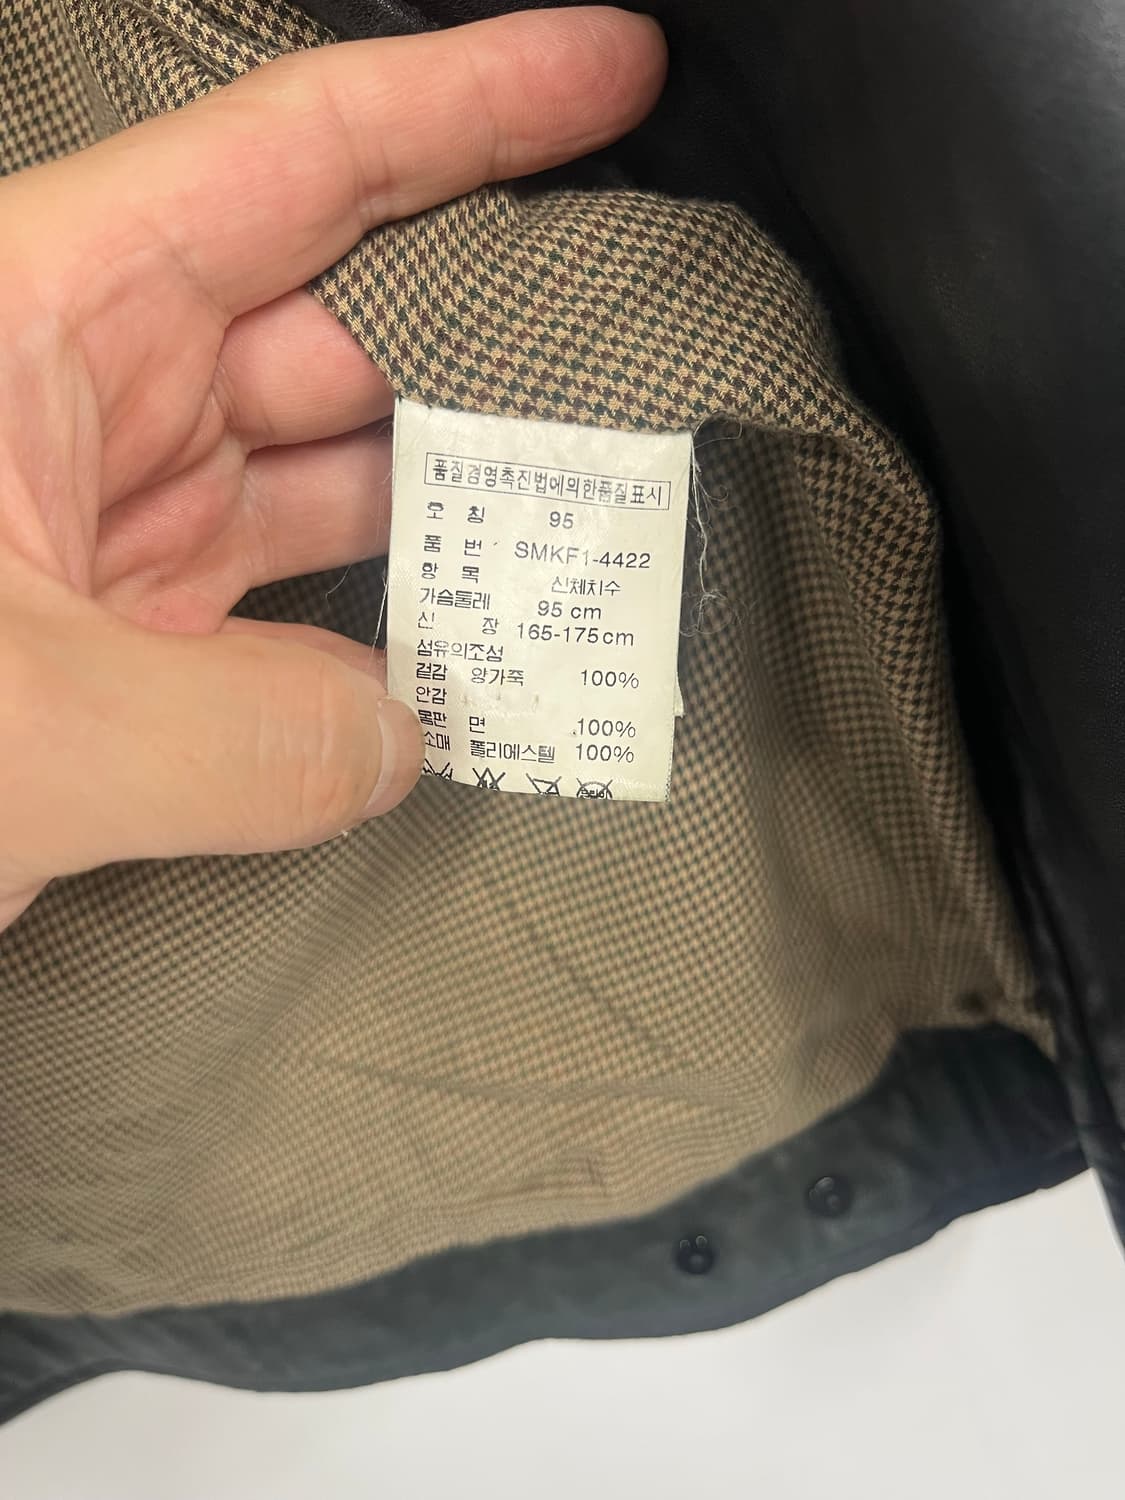 품질경영촉진법에의한품질표시
호 칭 95
품 번 SMKF1-4422
항 목 신체치수
가슴둘레 95 cm
신 장 165-175cm
섬유의조성
겉감 양가죽 100%
안감
몸판 면 100%
소매 폴리에스텔 100%